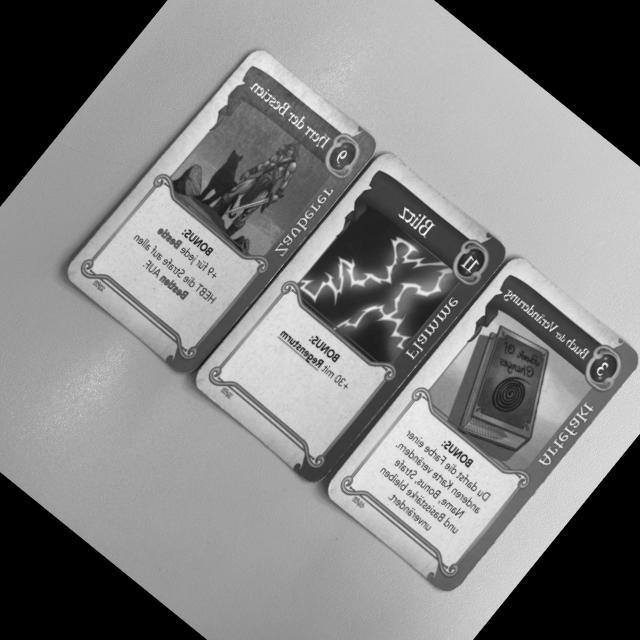 9
Herr der Bestien
Zauberer
BONUS:
+9 für jede Bestie.
HEBT die Strafe auf allen
Bestien AUF.
11
Blitz
Flamme
BONUS:
+30 mit Regensturm
3
Buch der Veränderung
Artefakt
Book Of
Changes
BONUS:
Du darfst die Farbe einer
anderen Karte verändern.
Name, Bonus, Strafe
und Basisstärke bleiben
unverändert.